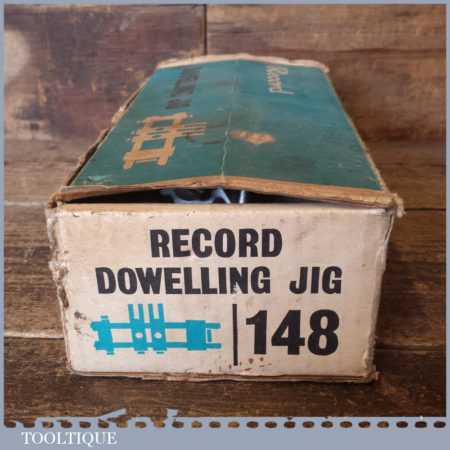 Record
RECORD
DOWELLING JIG
148
TOOLTIQUE